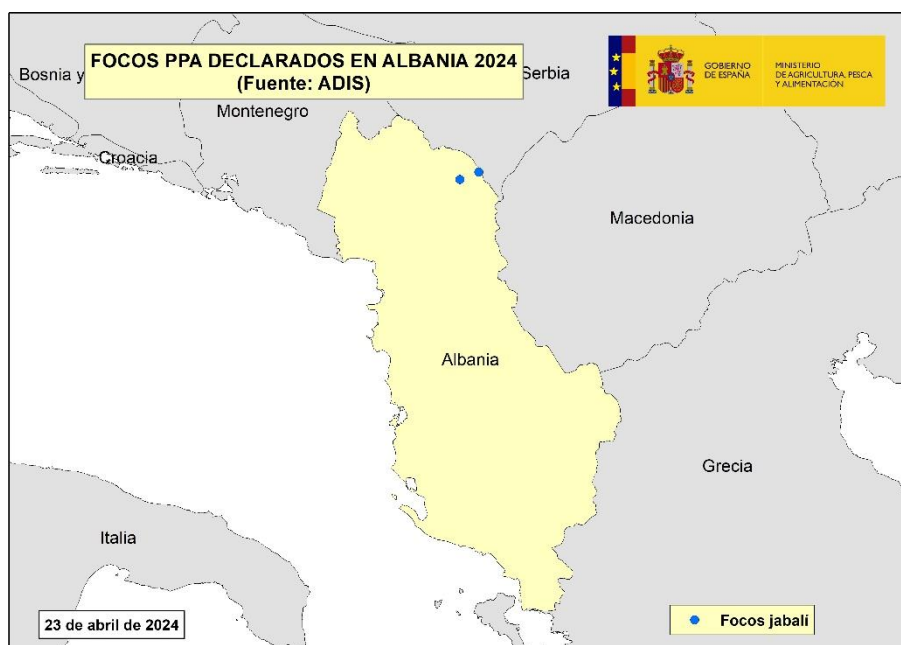 FOCOS PPA DECLARADOS EN ALBANIA 2024
(Fuente: ADIS)
GOBIERNO
DE ESPAÑA
MINISTERIO
DE AGRICULTURA, PESCA
Y ALIMENTACIÓN
Bosnia y
Serbia
Montenegro
Croacia
Macedonia
Albania
Grecia
Italia
23 de abril de 2024
Focos jabalí